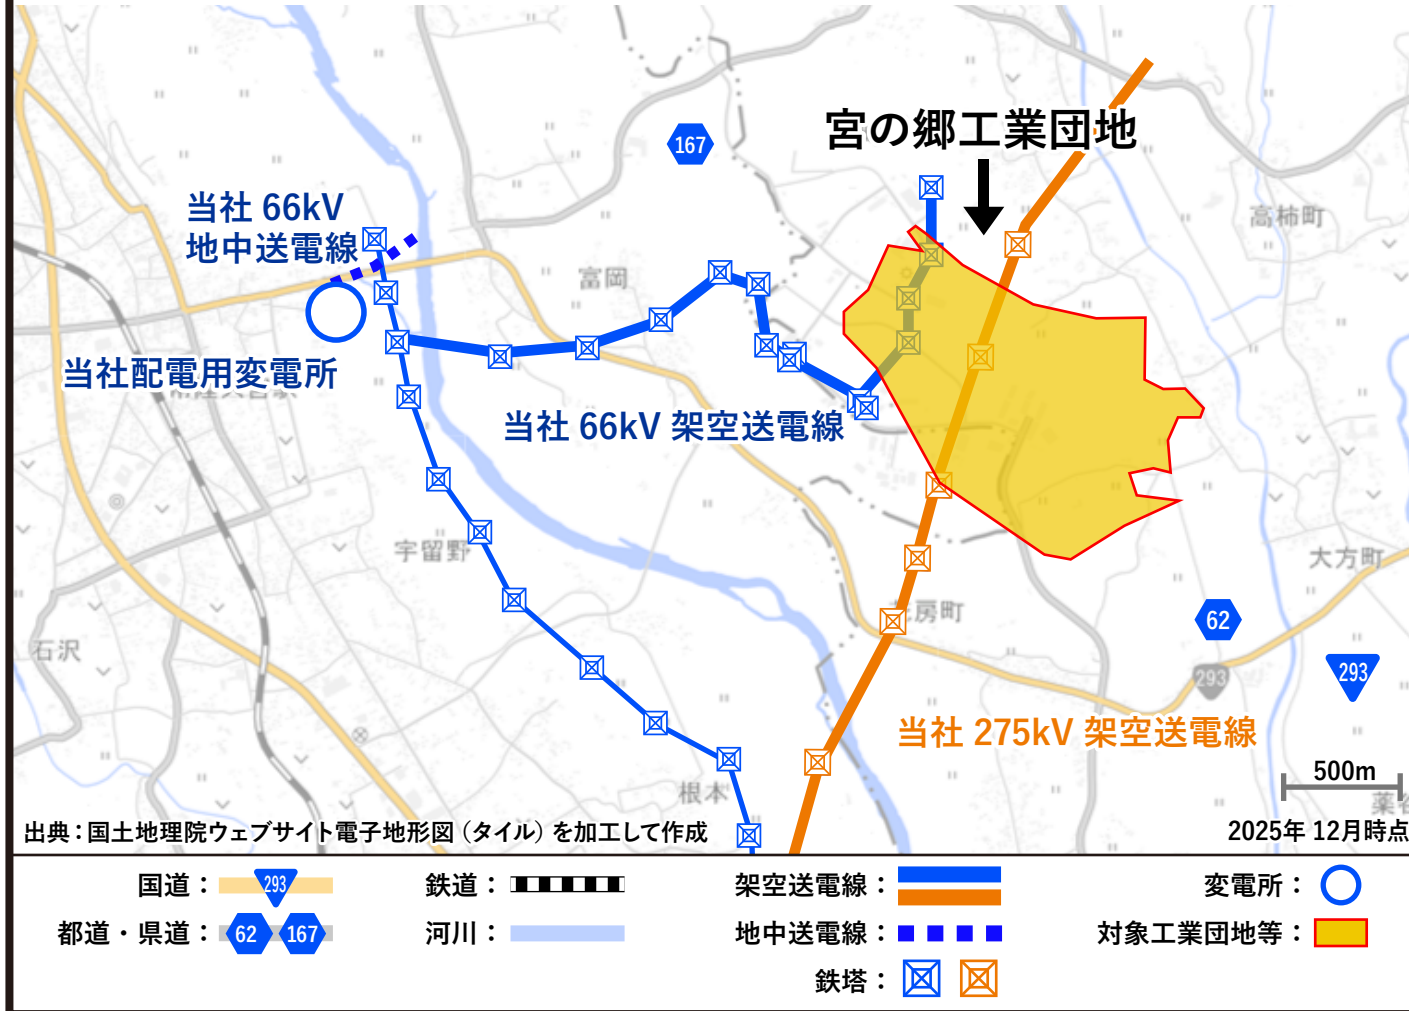 宮の郷工業団地
167
高柿町
当社 66kV
地中送電線
富岡
当社配電用変電所
当社 66kV 架空送電線
宇留野
大方町
房町
62
石沢
293
293
当社 275kV 架空送電線
根本
500m
出典：国土地理院ウェブサイト電子地形図（タイル）を加工して作成
2025年 12月時点
国道：
293
鉄道：
架空送電線：
変電所：
都道・県道：
62
167
河川：
地中送電線：
対象工業団地等：
鉄塔：